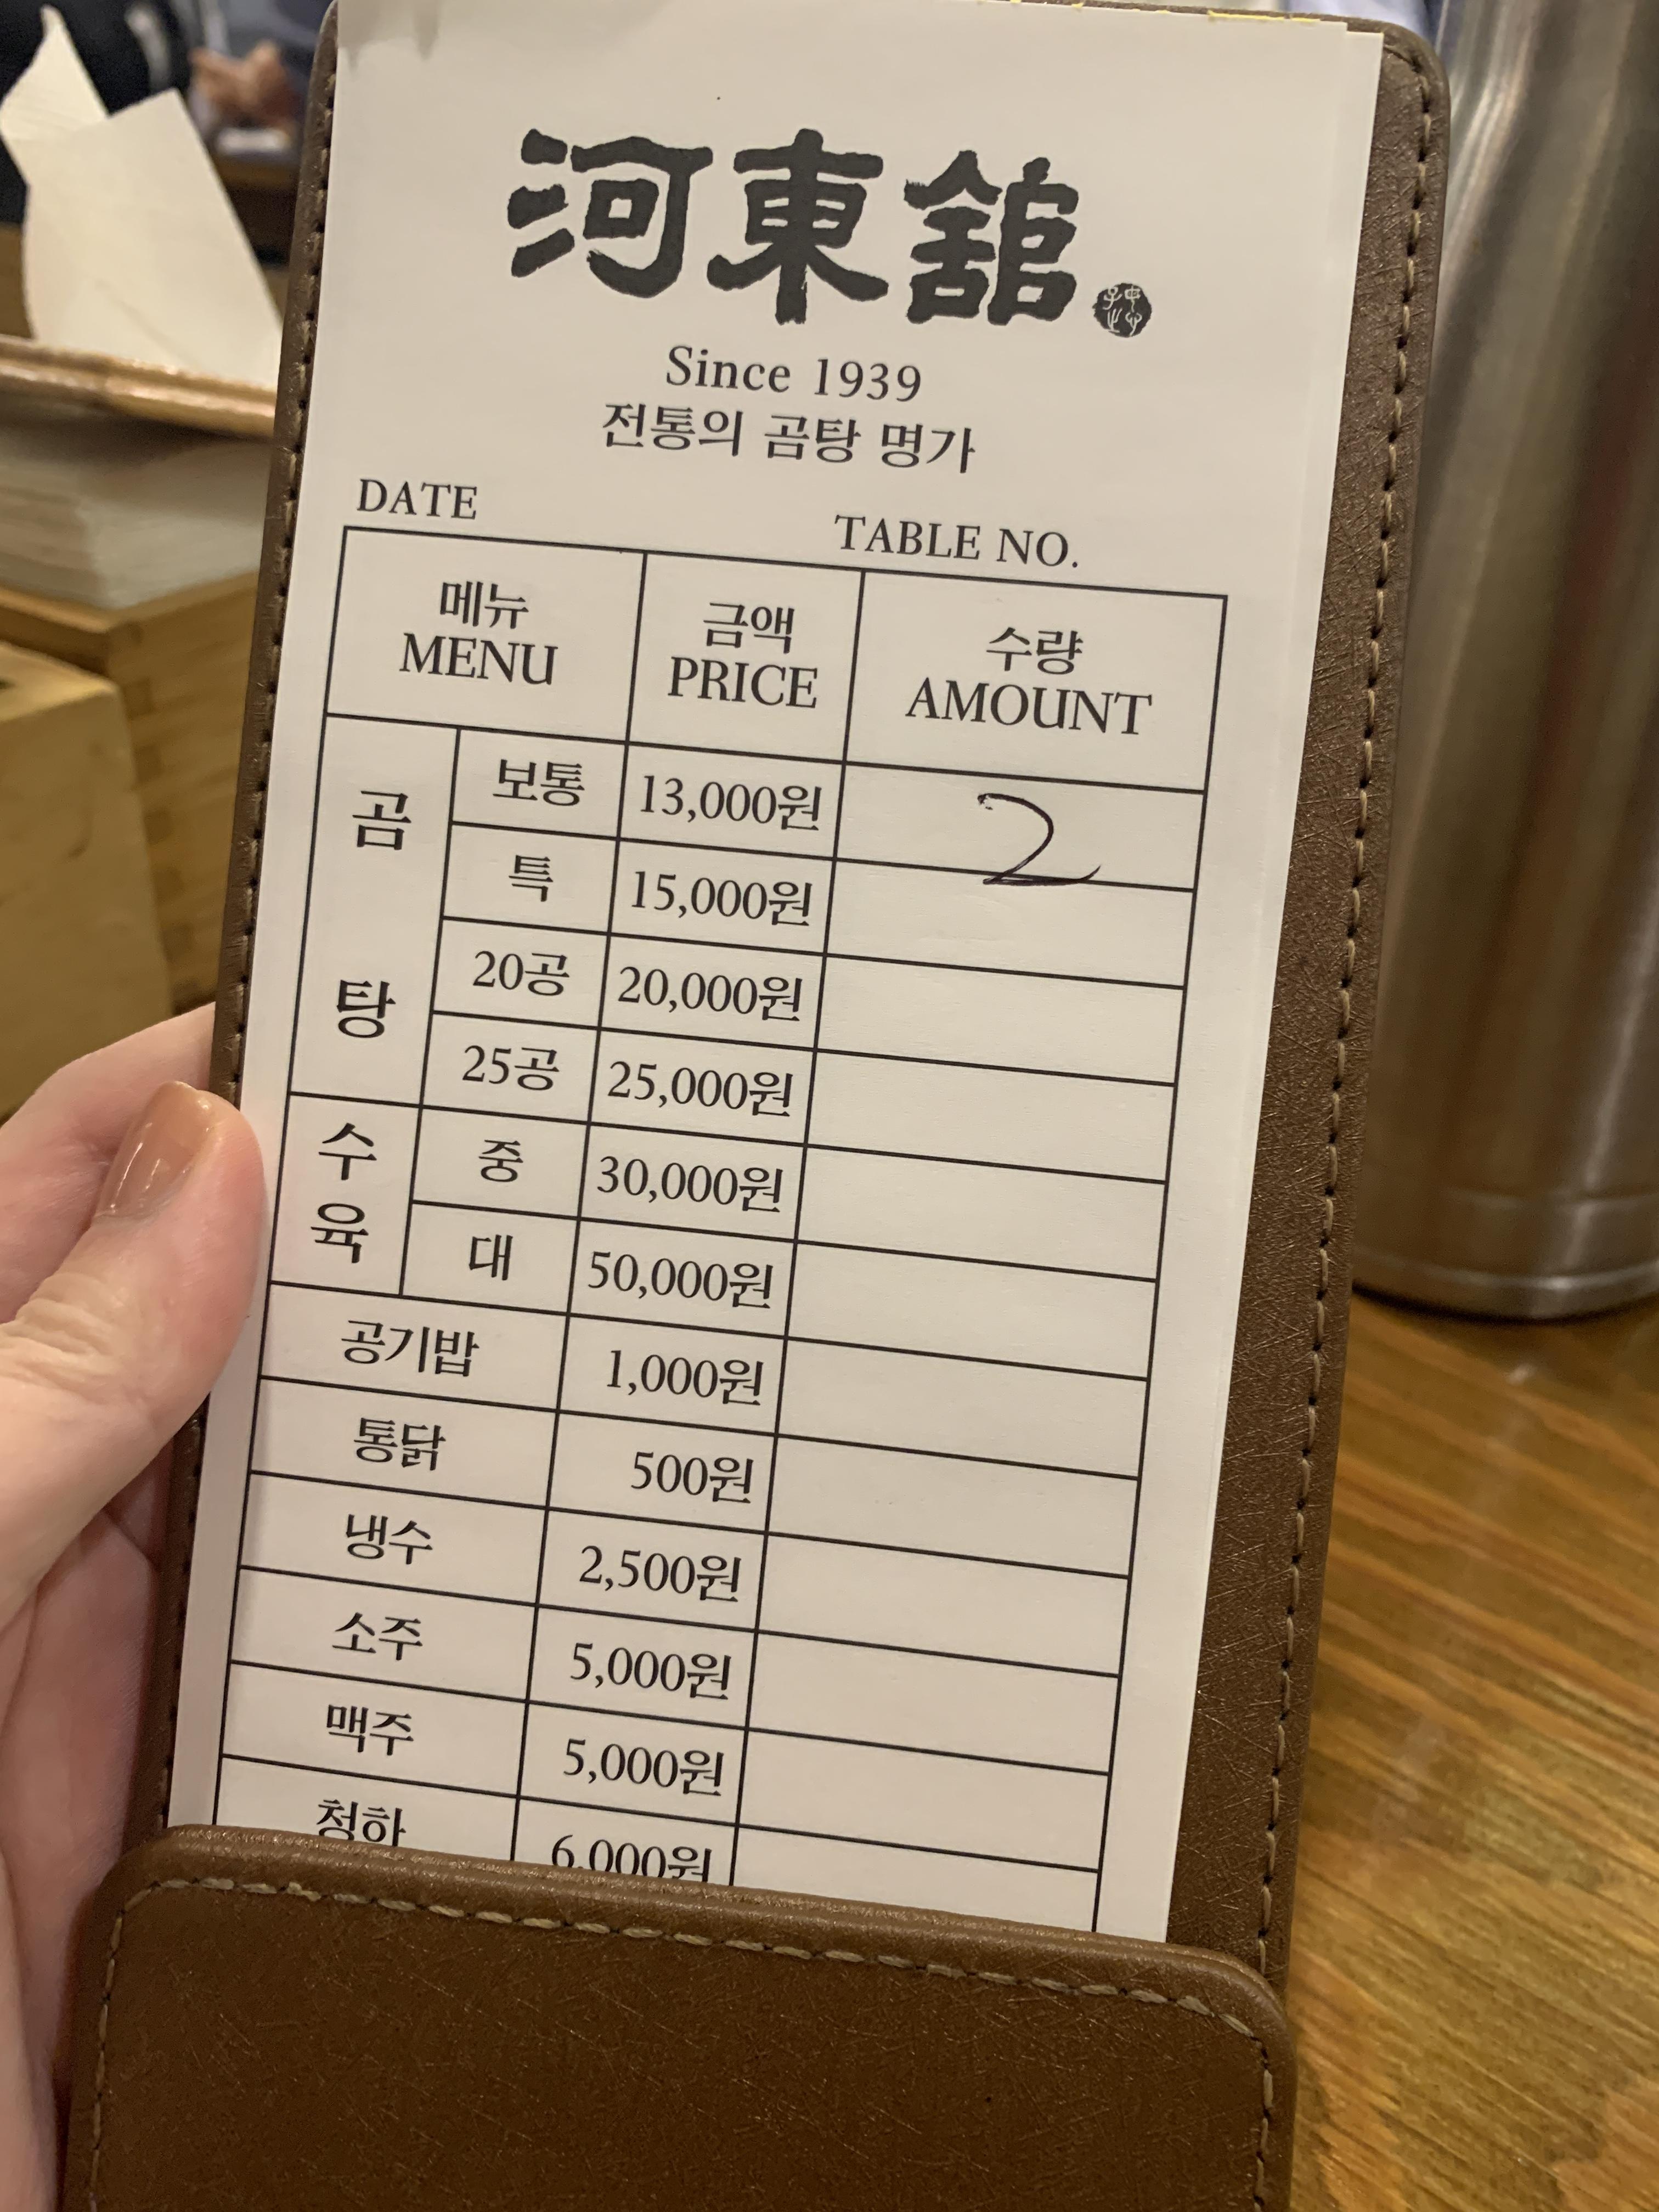 河東舘
Since 1939
전통의 곰탕 명가
DATE TABLE NO.
메뉴 금액 수량
MENU PRICE AMOUNT
곰탕 보통 13,000원 2
특 15,000원
20공 20,000원
25공 25,000원
수육 중 30,000원
대 50,000원
공기밥 1,000원
통닭 500원
냉수 2,500원
소주 5,000원
맥주 5,000원
청하 6,000원